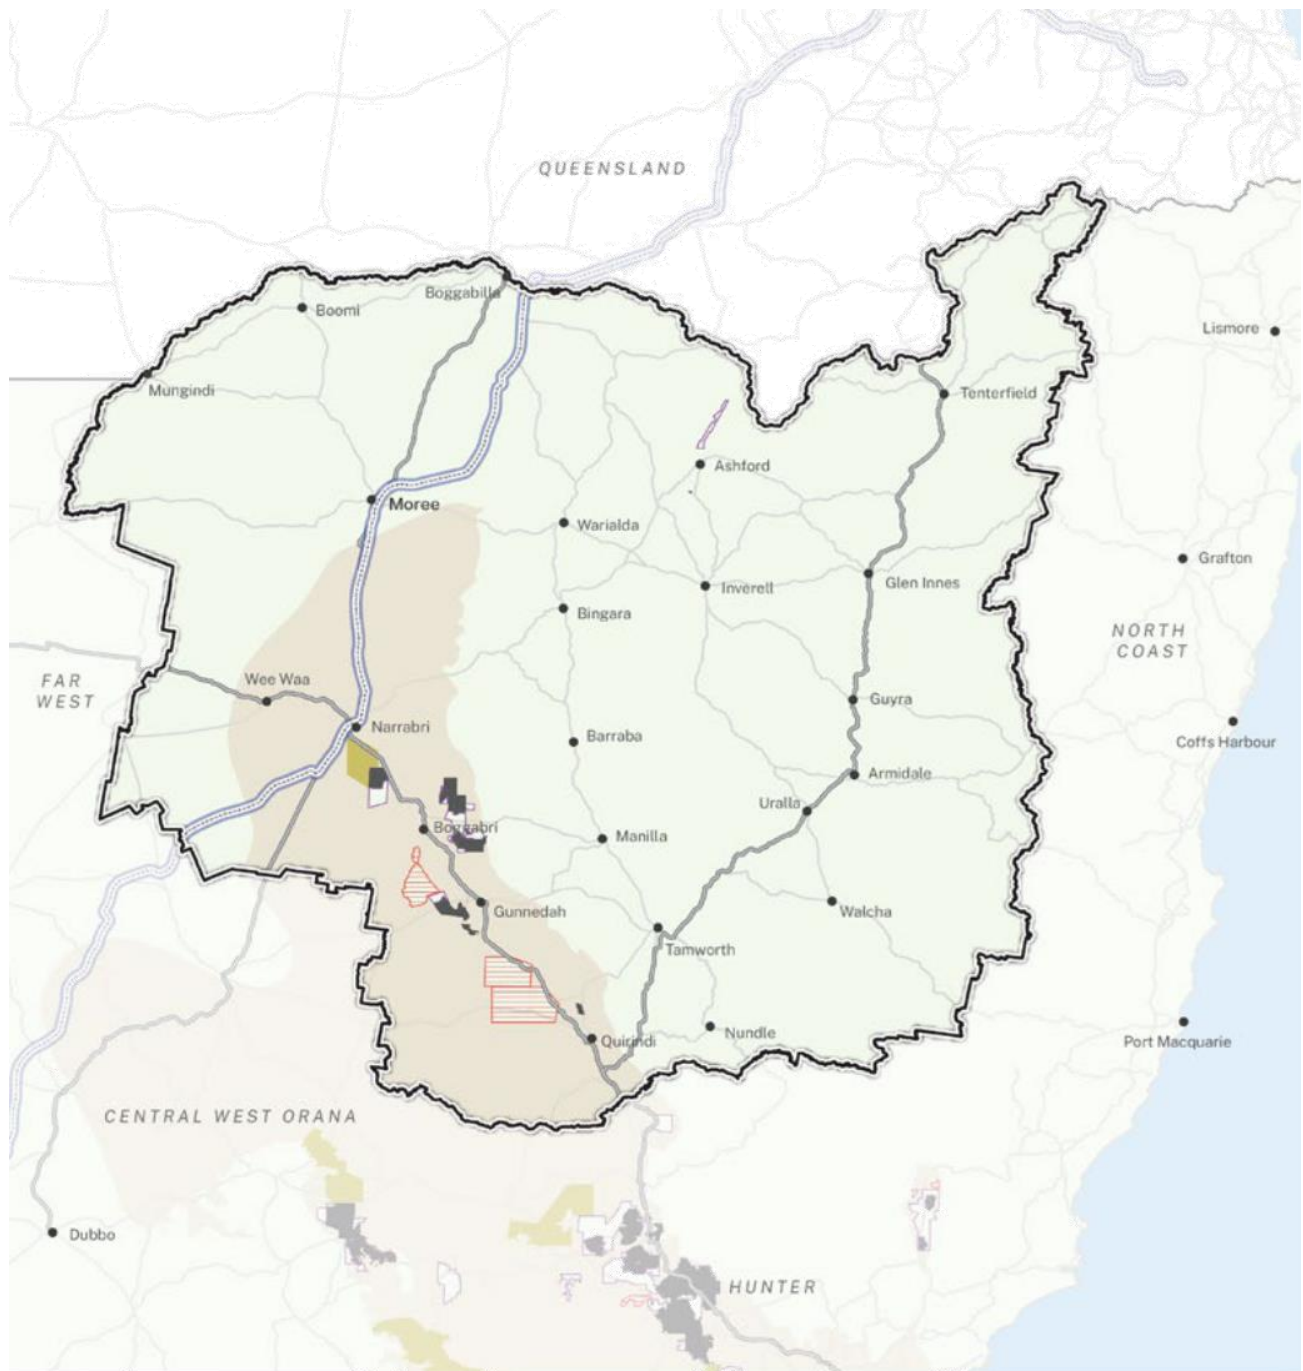 QUEENSLAND
Boggabilla
Boomi
Lismore
Mungindi
Tenterfield
Ashford
Moree
Warialda
Grafton
Glen Innes
Inverell
Bingara
NORTH
COAST
FAR
WEST
Wee Waa
Guyra
Narrabri
Barraba
Coffs Harbour
Armidale
Uralla
Boggabri
Manilla
Gunnedah
Walcha
Tamworth
Quirindi
Nundle
Port Macquarie
CENTRAL WEST ORANA
Dubbo
HUNTER